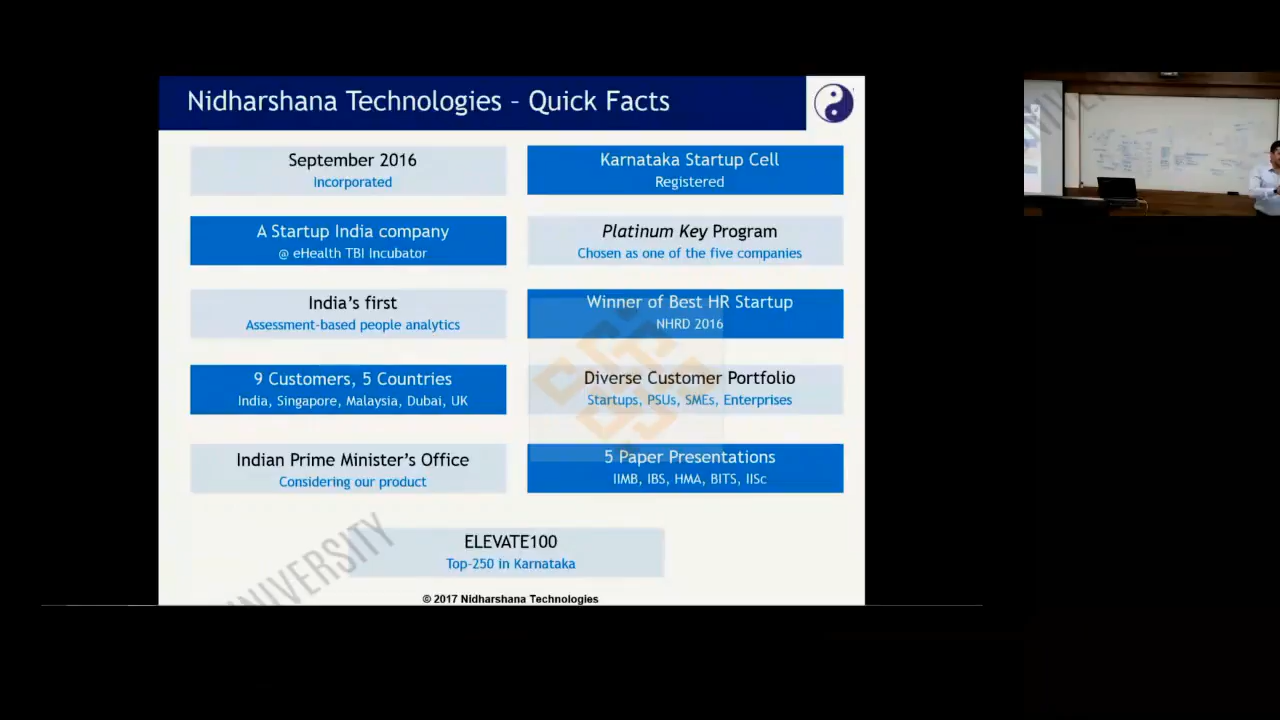 Nidharshana Technologies – Quick Facts
September 2016
Incorporated
Karnataka Startup Cell
Registered
A Startup India company
@ eHealth TBI Incubator
Platinum Key Program
Chosen as one of the five companies
India's first
Assessment-based people analytics
Winner of Best HR Startup
NHRD 2016
9 Customers, 5 Countries
India, Singapore, Malaysia, Dubai, UK
Diverse Customer Portfolio
Startups, PSUs, SMEs, Enterprises
Indian Prime Minister's Office
Considering our product
5 Paper Presentations
IIMB, IBS, HMA, BITS, IISc
ELEVATE100
Top-250 in Karnataka
UNIVERSITY
© 2017 Nidharshana Technologies